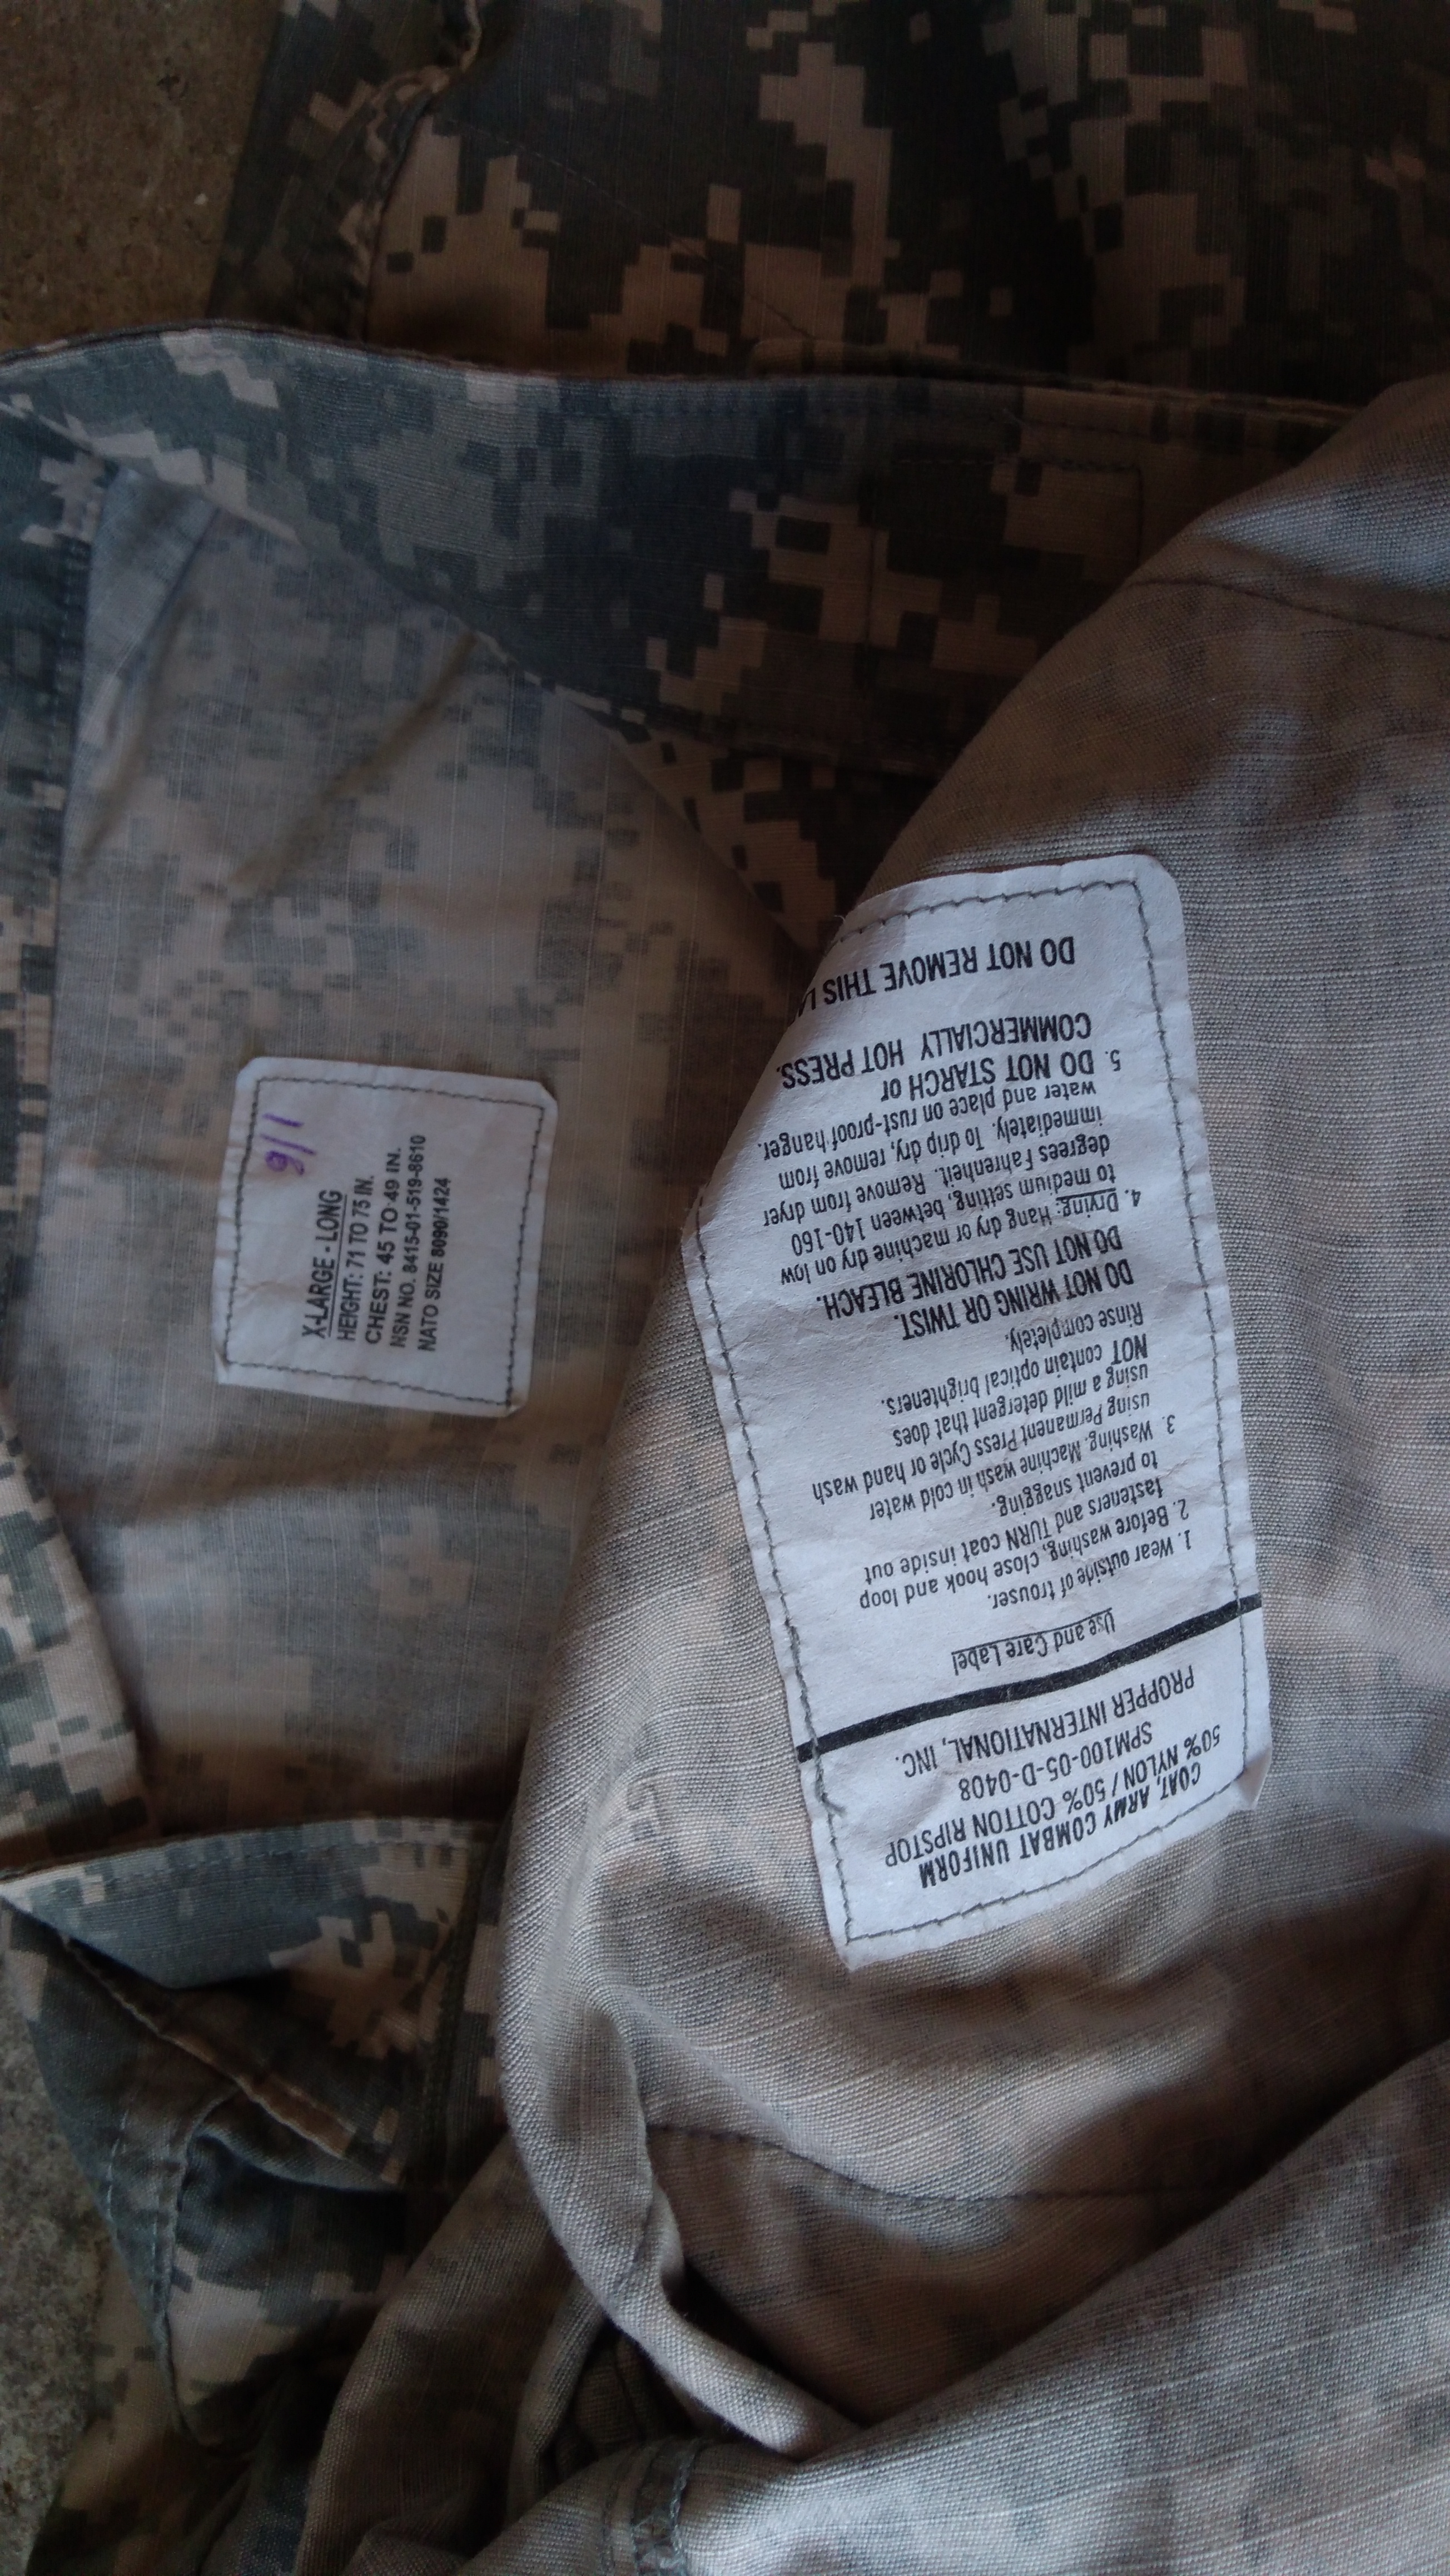 X-LARGE - LONG
HEIGHT: 71 TO 75 IN.
CHEST: 45 TO 49 IN.
NSN NO. 8415-01-519-8610
NATO SIZE 8090/1424
COAT, ARMY COMBAT UNIFORM
50% NYLON / 50% COTTON RIPSTOP
SPM100-05-D-0408
PROPPER INTERNATIONAL, INC.
Use and Care Label
1. Wear outside of trouser.
2. Before washing, close hook and loop
fasteners and TURN coat inside out
to prevent snagging.
3. Washing. Machine wash in cold water
using Permanent Press Cycle or hand wash
using a mild detergent that does
NOT contain optical brighteners.
Rinse completely.
DO NOT WRING OR TWIST.
DO NOT USE CHLORINE BLEACH.
4. Drying: Hang dry or machine dry on low
to medium setting, between 140-160
degrees Fahrenheit. Remove from dryer
immediately. To drip dry, remove from
water and place on rust-proof hanger.
5. DO NOT STARCH or
COMMERCIALLY HOT PRESS.
DO NOT REMOVE THIS